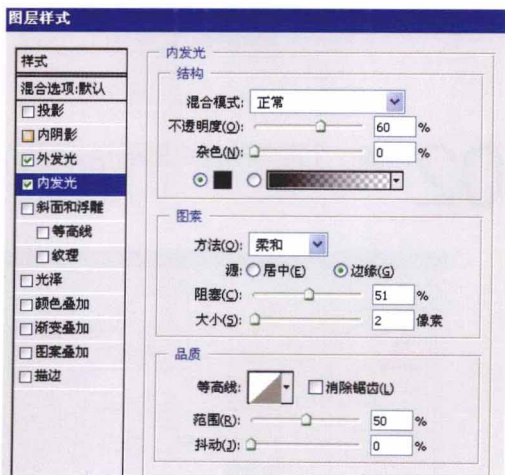 图层样式
样式
混合选项:默认
投影
内阴影
外发光
内发光
斜面和浮雕
等高线
纹理
光泽
颜色叠加
渐变叠加
图案叠加
描边
内发光
结构
混合模式: 正常
不透明度(O): 60 %
杂色(N): 0 %
图素
方法(Q): 柔和
源: 居中(E) 边缘(G)
阻塞(C): 51 %
大小(S): 2 像素
品质
等高线: 消除锯齿(L)
范围(R): 50 %
抖动(J): 0 %